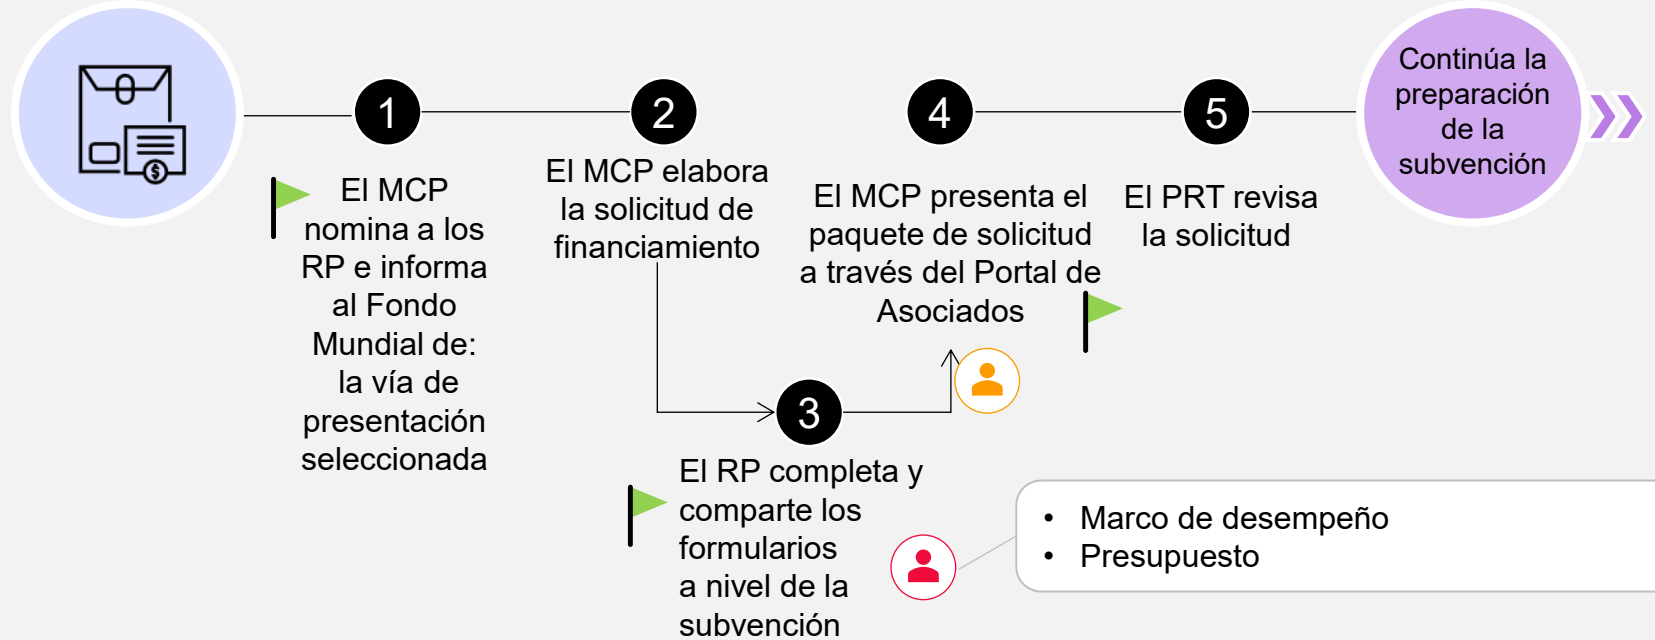 1
El MCP
nomina a los
RP e informa
al Fondo
Mundial de:
la vía de
presentación
seleccionada
2
El MCP elabora
la solicitud de
financiamiento
3
El RP completa y
comparte los
formularios
a nivel de la
subvención
• Marco de desempeño
• Presupuesto
4
El MCP presenta el
paquete de solicitud
a través del Portal de
Asociados
5
El PRT revisa
la solicitud
Continúa la
preparación
de la
subvención
$